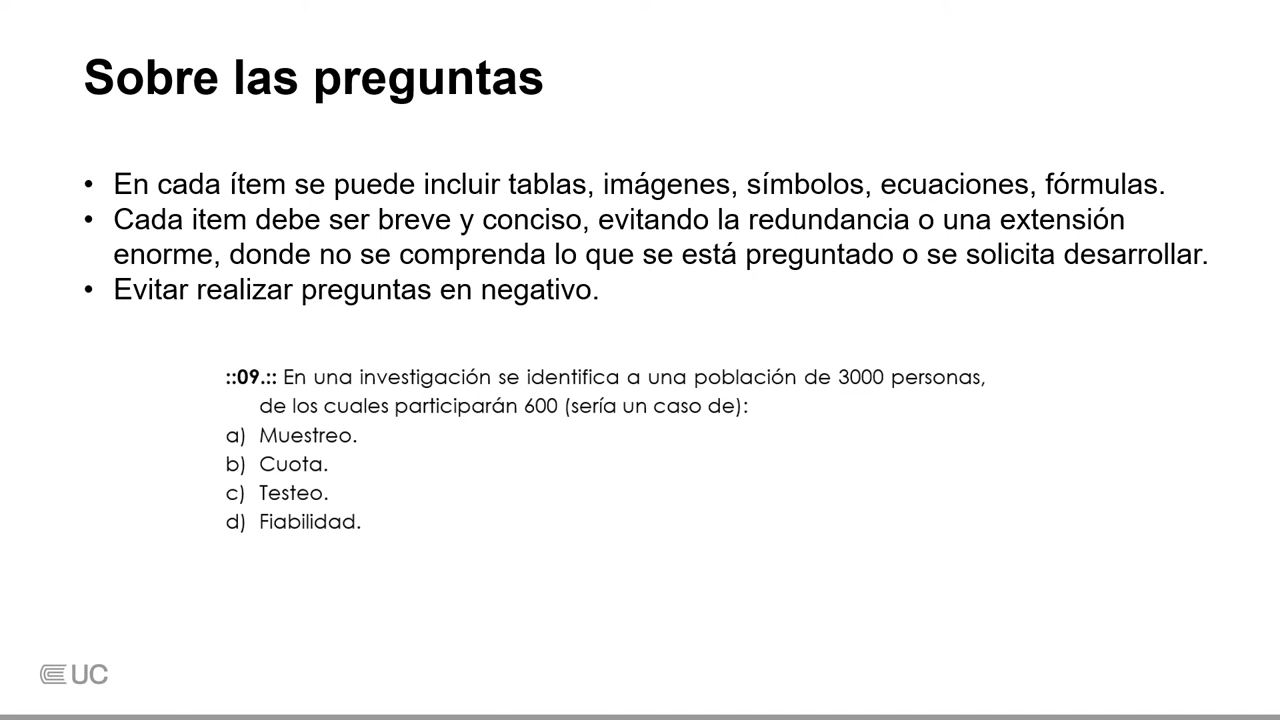 Sobre las preguntas
• En cada ítem se puede incluir tablas, imágenes, símbolos, ecuaciones, fórmulas.
• Cada item debe ser breve y conciso, evitando la redundancia o una extensión
enorme, donde no se comprenda lo que se está preguntado o se solicita desarrollar.
• Evitar realizar preguntas en negativo.
::09.:: En una investigación se identifica a una población de 3000 personas,
de los cuales participarán 600 (sería un caso de):
a) Muestreo.
b) Cuota.
c) Testeo.
d) Fiabilidad.
UC